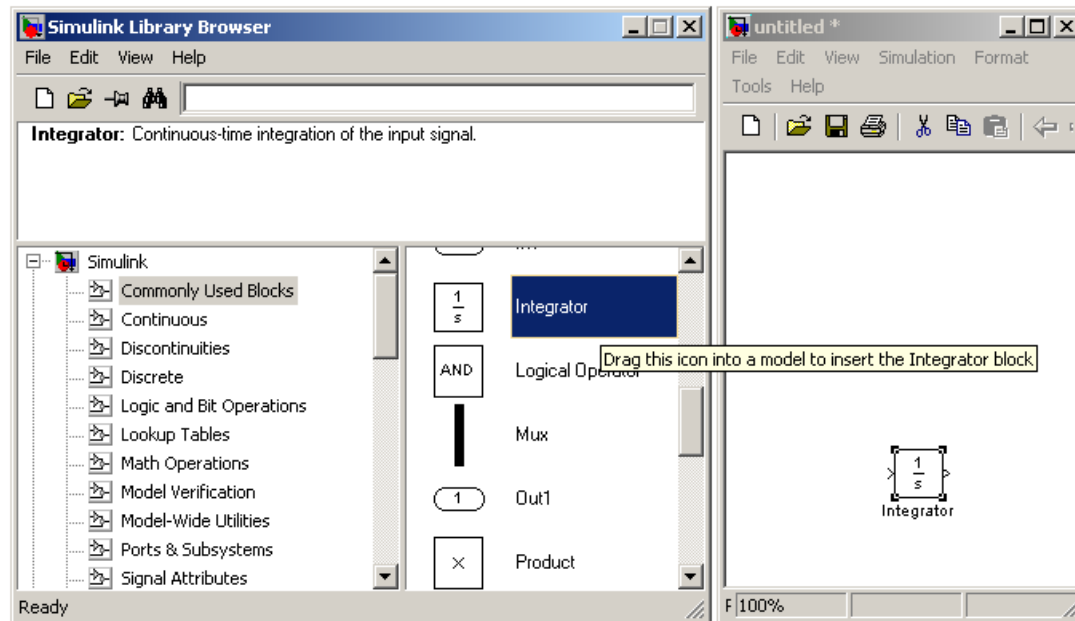 Simulink Library Browser
File Edit View Help
Integrator: Continuous-time integration of the input signal.
Simulink
Commonly Used Blocks
Continuous
Discontinuities
Discrete
Logic and Bit Operations
Lookup Tables
Math Operations
Model Verification
Model-Wide Utilities
Ports & Subsystems
Signal Attributes
1
s
Integrator
Drag this icon into a model to insert the Integrator block
AND
Logical Operator
Mux
1
Out1
×
Product
Ready
untitled *
File Edit View Simulation Format
Tools Help
1
s
Integrator
F 100%